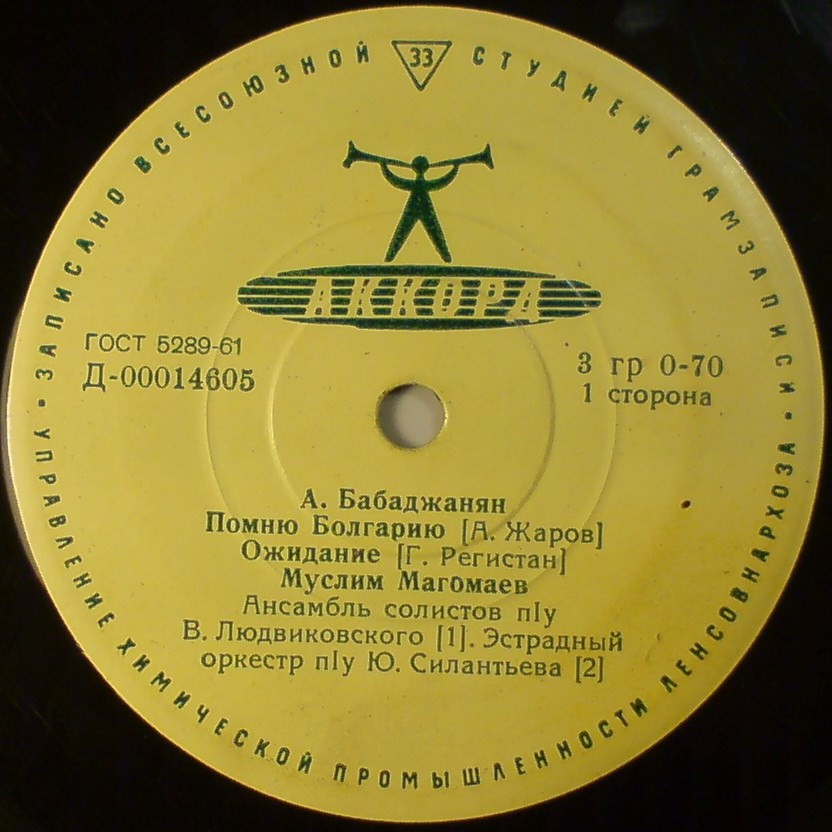 ЗАПИСАНО ВСЕСОЮЗНОЙ СТУДИЕЙ ГРАМЗАПИСИ
33
АККОРД
ГОСТ 5289-61
Д-00014605
3 гр 0-70
1 сторона
А. Бабаджанян
Помню Болгарию [А. Жаров]
Ожидание [Г. Регистан]
Муслим Магомаев
Ансамбль солистов п/у
В. Людвиковского [1]. Эстрадный
оркестр п/у Ю. Силантьева [2]
УПРАВЛЕНИЕ ХИМИЧЕСКОЙ ПРОМЫШЛЕННОСТИ ЛЕНСОВНАРХОЗА